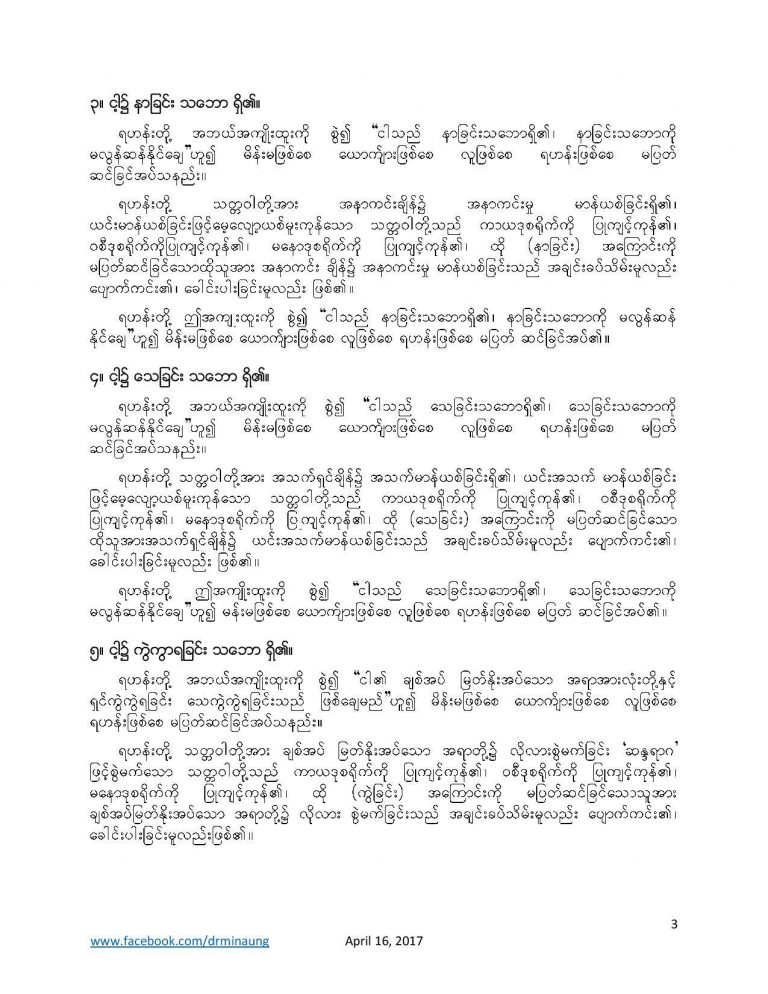 ၃။ ငါ့၌ နာခြင်း သဘော ရှိ၏။
ရဟန်းတို့ အဘယ်အကျိုးထူးကို စွဲ၍ “ငါသည် နာခြင်းသဘောရှိ၏၊ နာခြင်းသဘောကို
မလွန်ဆန်နိုင်ချေ”ဟူ၍ မိန်းမဖြစ်စေ ယောက်ျားဖြစ်စေ လူဖြစ်စေ ရဟန်းဖြစ်စေ မပြတ်
ဆင်ခြင်အပ်သနည်း။
ရဟန်းတို့ သတ္တဝါတို့အား အနာကင်းချိန်၌ အနာကင်းမှု မာန်ယစ်ခြင်းရှိ၏၊
ယင်းမာန်ယစ်ခြင်းဖြင့်မေ့လျော့ယစ်မူးကုန်သော သတ္တဝါတို့သည် ကာယဒုစရိုက်ကို ပြုကျင့်ကုန်၏၊
ဝစီဒုစရိုက်ကိုပြုကျင့်ကုန်၏၊ မနောဒုစရိုက်ကို ပြုကျင့်ကုန်၏၊ ထို (နာခြင်း) အကြောင်းကို
မပြတ်ဆင်ခြင်သောထိုသူအား အနာကင်း ချိန်၌ အနာကင်းမှု မာန်ယစ်ခြင်းသည် အချင်းခပ်သိမ်းမူလည်း
ပျောက်ကင်း၏၊ ခေါင်းပါးခြင်းမူလည်း ဖြစ်၏။
ရဟန်းတို့ ဤအကျူးထူးကို စွဲ၍ “ငါသည် နာခြင်းသဘောရှိ၏၊ နာခြင်းသဘောကို မလွန်ဆန်
နိုင်ချေ”ဟူ၍ မိန်းမဖြစ်စေ ယောက်ျားဖြစ်စေ လူဖြစ်စေ ရဟန်းဖြစ်စေ မပြတ် ဆင်ခြင်အပ်၏။
၄။ ငါ့၌ သေခြင်း သဘော ရှိ၏။
ရဟန်းတို့ အဘယ်အကျိုးထူးကို စွဲ၍ “ငါသည် သေခြင်းသဘောရှိ၏၊ သေခြင်းသဘောကို
မလွန်ဆန်နိုင်ချေ”ဟူ၍ မိန်းမဖြစ်စေ ယောက်ျားဖြစ်စေ လူဖြစ်စေ ရဟန်းဖြစ်စေ မပြတ်
ဆင်ခြင်အပ်သနည်း။
ရဟန်းတို့ သတ္တဝါတို့အား အသက်ရှင်ချိန်၌ အသက်မာန်ယစ်ခြင်းရှိ၏၊ ယင်းအသက် မာန်ယစ်ခြင်း
ဖြင့်မေ့လျော့ယစ်မူးကုန်သော သတ္တဝါတို့သည် ကာယဒုစရိုက်ကို ပြုကျင့်ကုန်၏၊ ဝစီဒုစရိုက်ကို
ပြုကျင့်ကုန်၏၊ မနောဒုစရိုက်ကို ပြုကျင့်ကုန်၏၊ ထို (သေခြင်း) အကြောင်းကို မပြတ်ဆင်ခြင်သော
ထိုသူအားအသက်ရှင်ချိန်၌ ယင်းအသက်မာန်ယစ်ခြင်းသည် အချင်းခပ်သိမ်းမူလည်း ပျောက်ကင်း၏၊
ခေါင်းပါးခြင်းမူလည်း ဖြစ်၏။
ရဟန်းတို့ ဤအကျိုးထူးကို စွဲ၍ “ငါသည် သေခြင်းသဘောရှိ၏၊ သေခြင်းသဘောကို
မလွန်ဆန်နိုင်ချေ”ဟူ၍ မန်းမဖြစ်စေ ယောက်ျားဖြစ်စေ လူဖြစ်စေ ရဟန်းဖြစ်စေ မပြတ် ဆင်ခြင်အပ်၏။
၅။ ငါ့၌ ကွဲကွာရခြင်း သဘော ရှိ၏။
ရဟန်းတို့ အဘယ်အကျိုးထူးကို စွဲ၍ “ငါ၏ ချစ်အပ် မြတ်နိုးအပ်သော အရာအားလုံးတို့နှင့်
ရှင်ကွဲကွဲရခြင်း သေကွဲကွဲရခြင်းသည် ဖြစ်ချေမည်”ဟူ၍ မိန်းမဖြစ်စေ ယောက်ျားဖြစ်စေ လူဖြစ်စေ
ရဟန်းဖြစ်စေ မပြတ်ဆင်ခြင်အပ်သနည်း။
ရဟန်းတို့ သတ္တဝါတို့အား ချစ်အပ် မြတ်နိုးအပ်သော အရာတို့၌ လိုလားစွဲမက်ခြင်း ‘ဆန္ဒရာဂ’
ဖြင့်စွဲမက်သော သတ္တဝါတို့သည် ကာယဒုစရိုက်ကို ပြုကျင့်ကုန်၏၊ ဝစီဒုစရိုက်ကို ပြုကျင့်ကုန်၏၊
မနောဒုစရိုက်ကို ပြုကျင့်ကုန်၏၊ ထို (ကွဲခြင်း) အကြောင်းကို မပြတ်ဆင်ခြင်သောသူအား
ချစ်အပ်မြတ်နိုးအပ်သော အရာတို့၌ လိုလား စွဲမက်ခြင်းသည် အချင်းခပ်သိမ်းမူလည်း ပျောက်ကင်း၏၊
ခေါင်းပါးခြင်းမူလည်းဖြစ်၏။
3
www.facebook.com/drminaung April 16, 2017